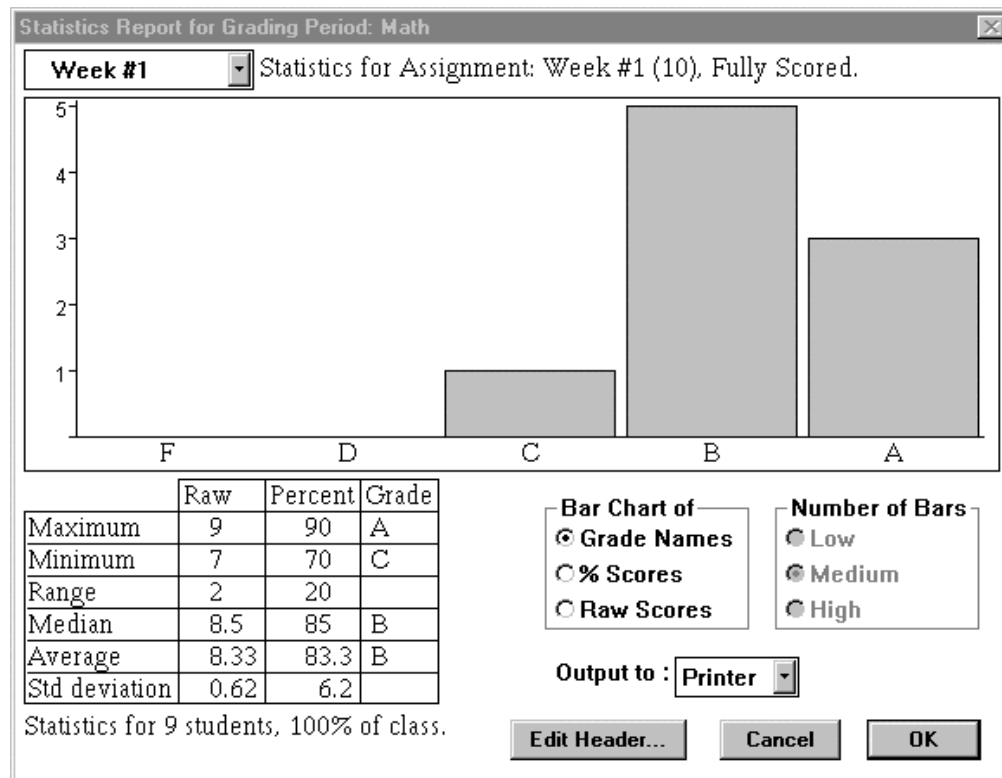 Statistics Report for Grading Period: Math
Week #1
Statistics for Assignment: Week #1 (10), Fully Scored.
5
4
3
2
1
F D C B A
Raw Percent Grade
Maximum 9 90 A
Minimum 7 70 C
Range 2 20
Median 8.5 85 B
Average 8.33 83.3 B
Std deviation 0.62 6.2
Statistics for 9 students, 100% of class.
Bar Chart of
Grade Names
% Scores
Raw Scores
Number of Bars
Low
Medium
High
Output to : Printer
Edit Header... Cancel OK